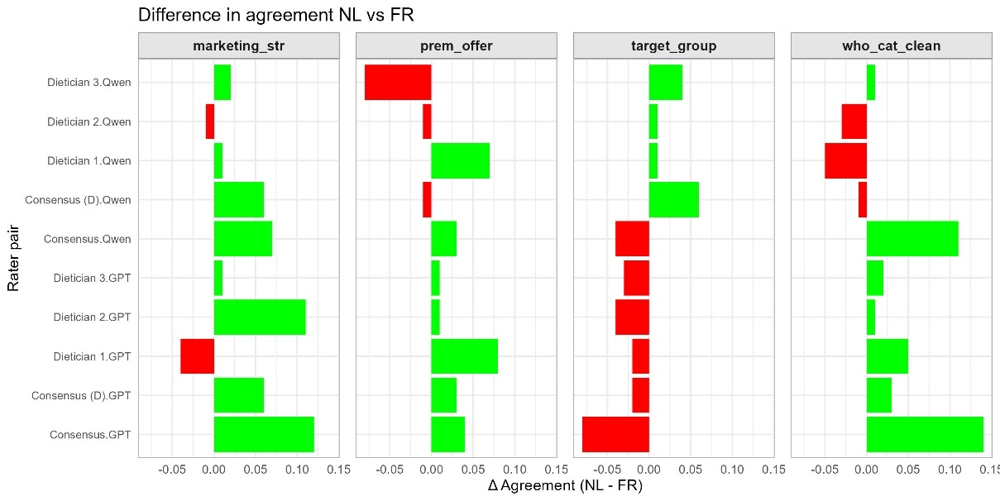 Difference in agreement NL vs FR
marketing_str prem_offer target_group who_cat_clean
Rater pair
Dietician 3.Qwen
Dietician 2.Qwen
Dietician 1.Qwen
Consensus (D).Qwen
Consensus.Qwen
Dietician 3.GPT
Dietician 2.GPT
Dietician 1.GPT
Consensus (D).GPT
Consensus.GPT
-0.05 0.00 0.05 0.10 0.15 -0.05 0.00 0.05 0.10 0.15 -0.05 0.00 0.05 0.10 0.15 -0.05 0.00 0.05 0.10 0.15
Δ Agreement (NL - FR)